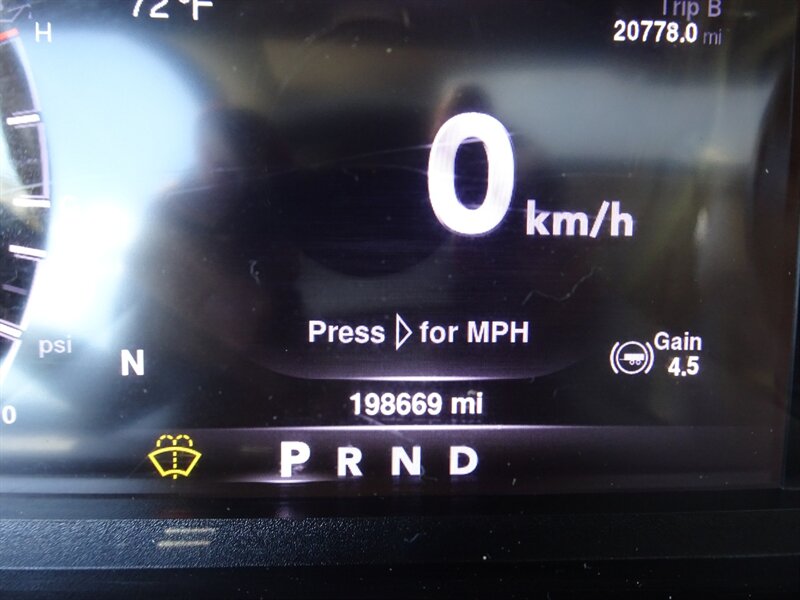 72°F
Trip B
H
20778.0 mi
0 km/h
Press for MPH
psi
Gain
N
4.5
198669 mi
0
P R N D